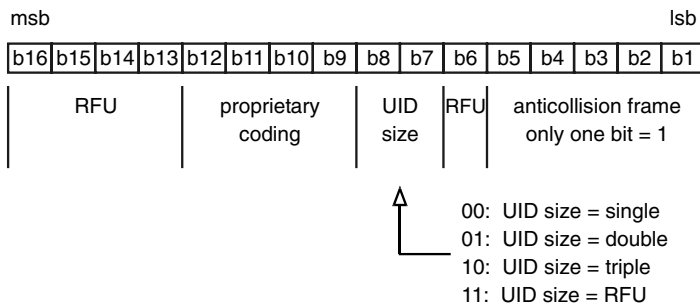 msb lsb
b16 b15 b14 b13 b12 b11 b10 b9 b8 b7 b6 b5 b4 b3 b2 b1
RFU proprietary UID RFU anticollision frame
coding size only one bit = 1
00: UID size = single
01: UID size = double
10: UID size = triple
11: UID size = RFU